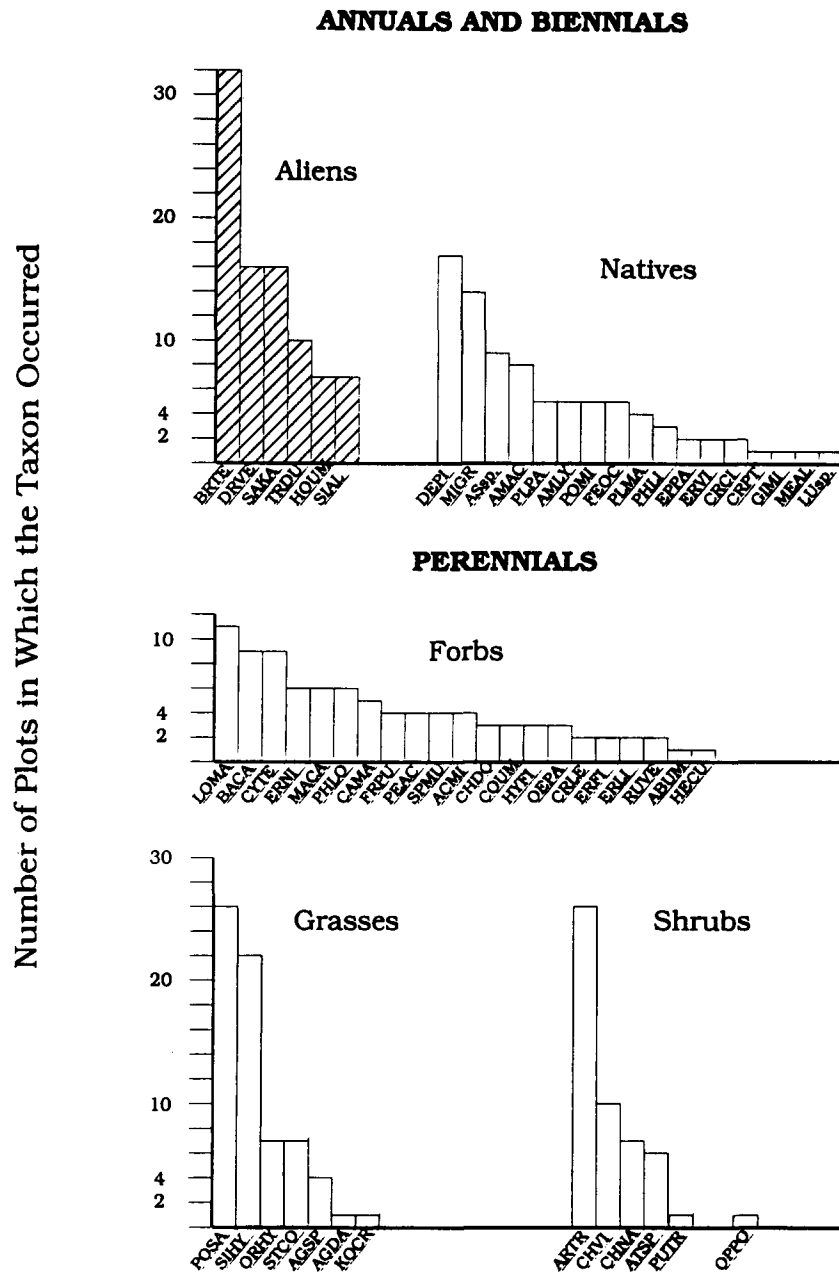 ANNUALS AND BIENNIALS
Number of Plots in Which the Taxon Occurred
30
20
10
4
2
Aliens
Natives
BRTE DRVE SAKA TRDU HOUM SIAL
DEPI MIGR ASsp. AMAC PLPA AMLY POMI FEOC PLMA PHLI EPPA ERVI CRCI CRPT GIMI MEAL LUsp.
PERENNIALS
10
4
2
Forbs
LOMA BACA CYTE ERNI MACA PHLO CAMA FRPU PEAC SPMU ACMI CHDO COUM HYFI OEPA CRLE ERFI ERLI RUVE ABUM HECU
30
20
10
4
2
Grasses
Shrubs
POSA SIHY ORHY STCO AGSP AGDA KOCR
ARTR CHVI CHNA ATSP PUTR OPPO